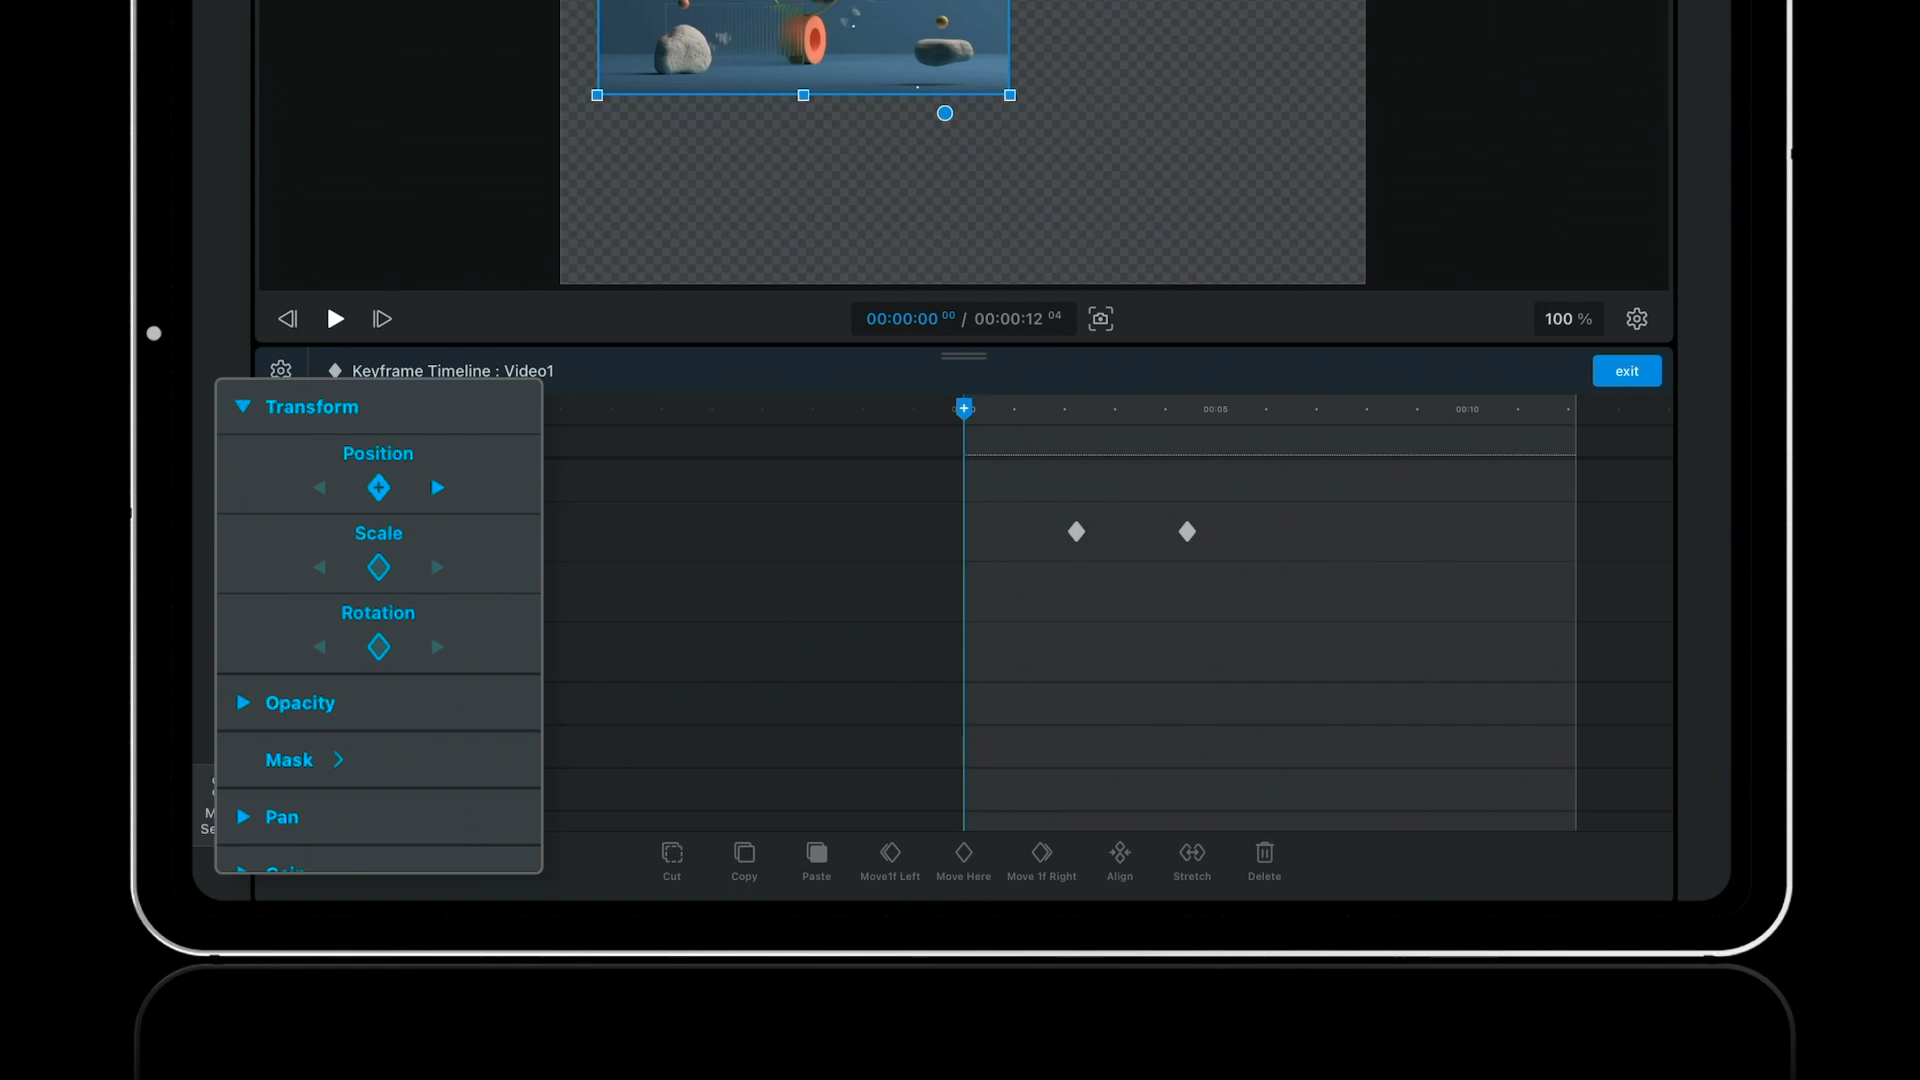 00:00:00 00 / 00:00:12 04
100 %
Keyframe Timeline : Video1
exit
Transform
00:05
00:10
Position
Scale
Rotation
Opacity
Mask
Pan
Cut
Copy
Paste
Move1f Left
Move Here
Move 1f Right
Align
Stretch
Delete